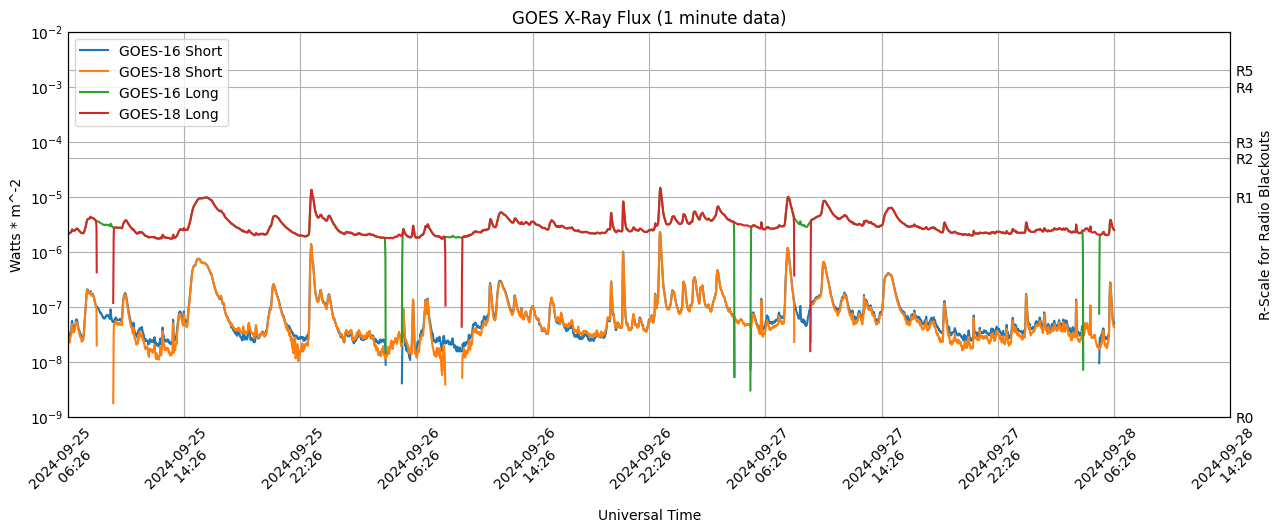 GOES X-Ray Flux (1 minute data)
GOES-16 Short
GOES-18 Short
GOES-16 Long
GOES-18 Long
Watts * m^-2
10^-2
10^-3
10^-4
10^-5
10^-6
10^-7
10^-8
10^-9
R5
R4
R3
R2
R1
R0
R-Scale for Radio Blackouts
2024-09-25
06:26
2024-09-25
14:26
2024-09-25
22:26
2024-09-26
06:26
2024-09-26
14:26
2024-09-26
22:26
2024-09-27
06:26
2024-09-27
14:26
2024-09-27
22:26
2024-09-28
06:26
2024-09-28
14:26
Universal Time